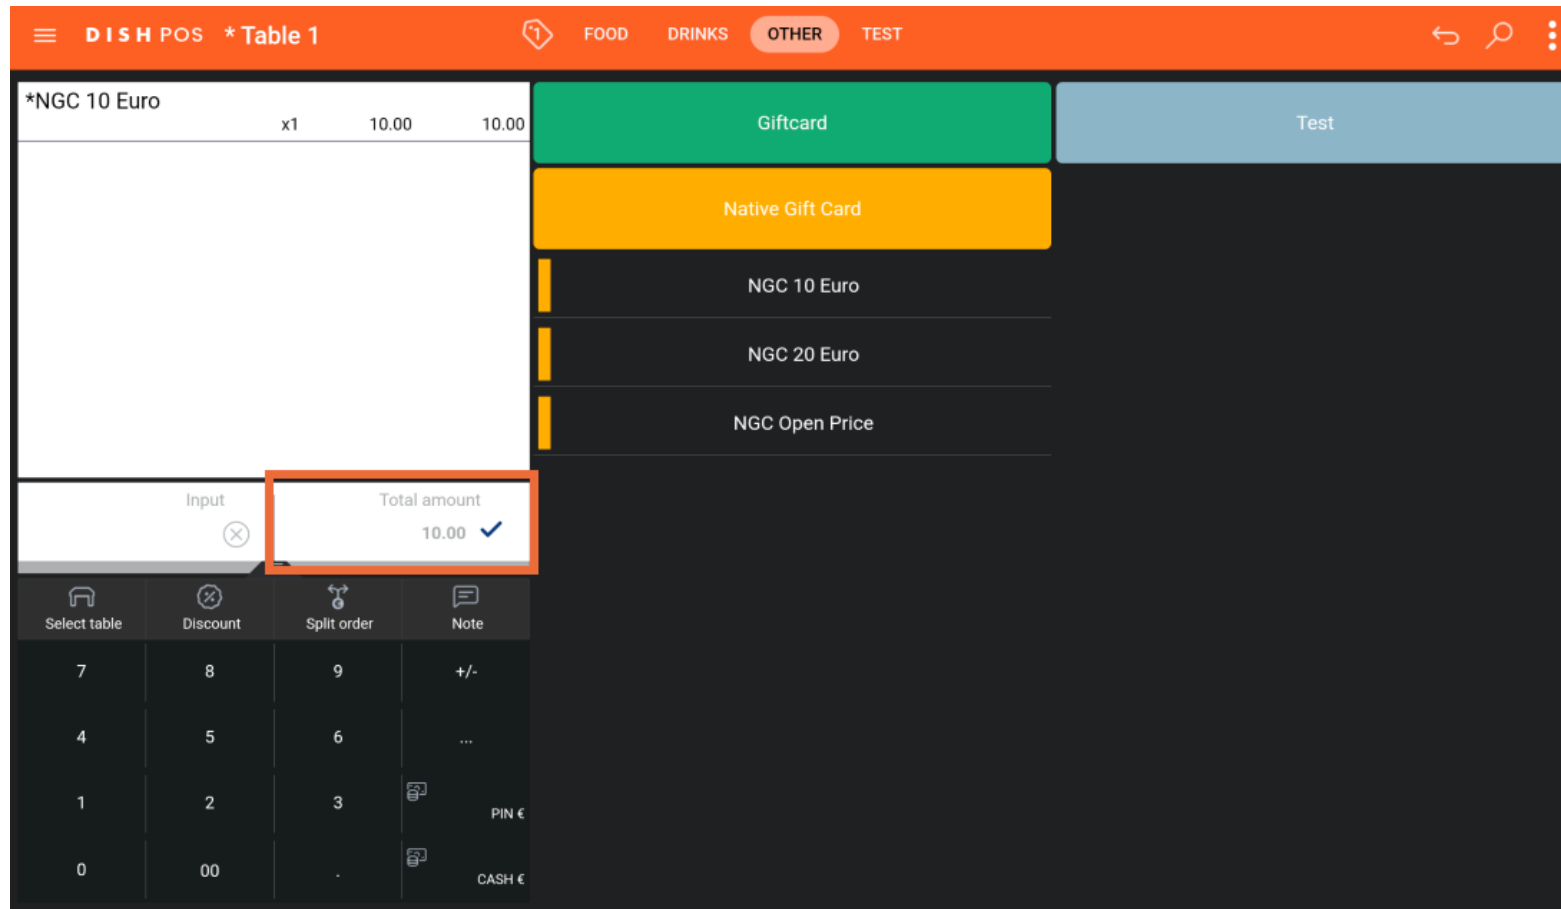 DISH POS * Table 1
1 FOOD DRINKS OTHER TEST
*NGC 10 Euro
x1 10.00 10.00
Giftcard
Test
Native Gift Card
NGC 10 Euro
NGC 20 Euro
NGC Open Price
Input
Total amount
10.00
Select table Discount Split order Note
7 8 9 +/-
4 5 6 ...
1 2 3 PIN €
0 00 . CASH €